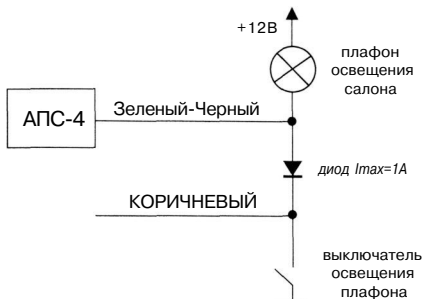 +12В
плафон
освещения
салона
АПС-4
Зеленый-Черный
диод Imax=1A
КОРИЧНЕВЫЙ
выключатель
освещения
плафона